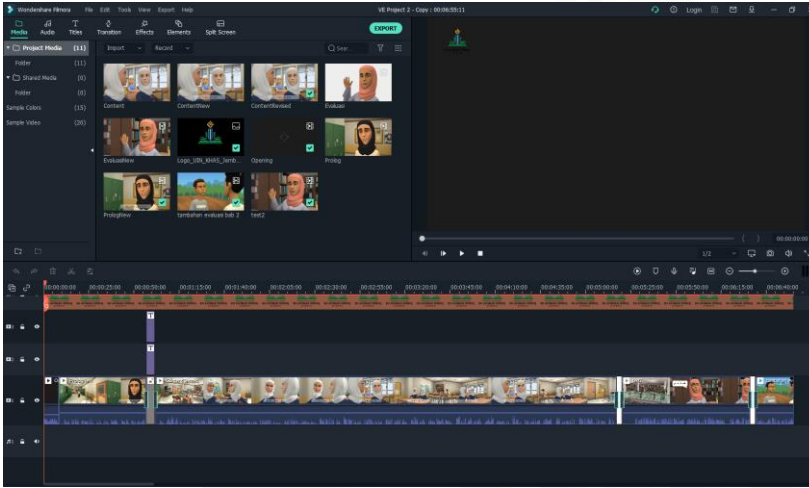 Wondershare Filmora File Edit Tools View Export Help VE Project 2 - Copy : 00:06:55:11 Login
Media Audio Titles Transition Effects Elements Split Screen EXPORT
Project Media (11) Import Record
Folder (11)
Shared Media (0)
Folder (0)
Sample Colors (15)
Sample Video (20)
Content ContentNew ContentRevised Evaluasi
EvaluasiNew Logo_UIN_KHAS_Jemb... Opening Prolog
PrologNew tambahan evaluasi bab 2 test2
00:00:00:00
1/2
00:00:00:00 00:00:25:00 00:00:50:00 00:01:15:00 00:01:40:00 00:02:05:00 00:02:30:00 00:02:55:00 00:03:20:00 00:03:45:00 00:04:10:00 00:04:35:00 00:05:00:00 00:05:25:00 00:05:50:00 00:06:15:00 00:06:40:00